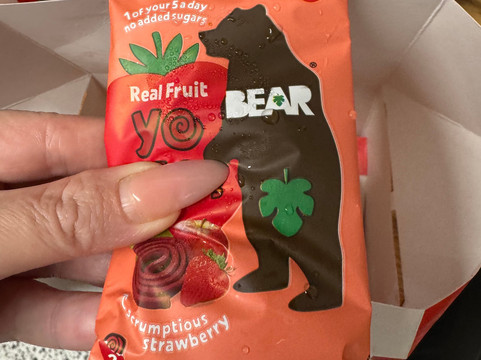 1 of your 5 a day
no added sugars
Real Fruit
BEAR
YO
scrumptious
strawberry